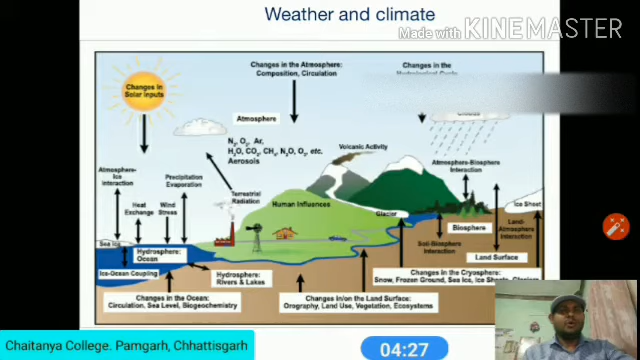 Weather and climate
Made with KINEMASTER
Changes in the Atmosphere:
Composition, Circulation
Changes in the
Hydrological Cycle
Changes in
Solar Inputs
Atmosphere
Clouds
N2, O2, Ar,
H2O, CO2, CH4, N2O, O3, etc.
Aerosols
Volcanic Activity
Atmosphere-Biosphere
Interaction
Atmosphere-
Ice
Interaction
Precipitation
Evaporation
Terrestrial
Radiation
Heat
Exchange
Wind
Stress
Human Influences
Ice Sheet
Glacier
Biosphere
Land-
Atmosphere
Interaction
Sea Ice
Hydrosphere:
Ocean
Soil-Biosphere
Interaction
Land Surface
Ice-Ocean Coupling
Hydrosphere:
Rivers & Lakes
Changes in the Cryosphere:
Snow, Frozen Ground, Sea Ice, Ice Sheets, Glaciers
Changes in the Ocean:
Circulation, Sea Level, Biogeochemistry
Changes in/on the Land Surface:
Orography, Land Use, Vegetation, Ecosystems
Chaitanya College. Pamgarh, Chhattisgarh
04:27